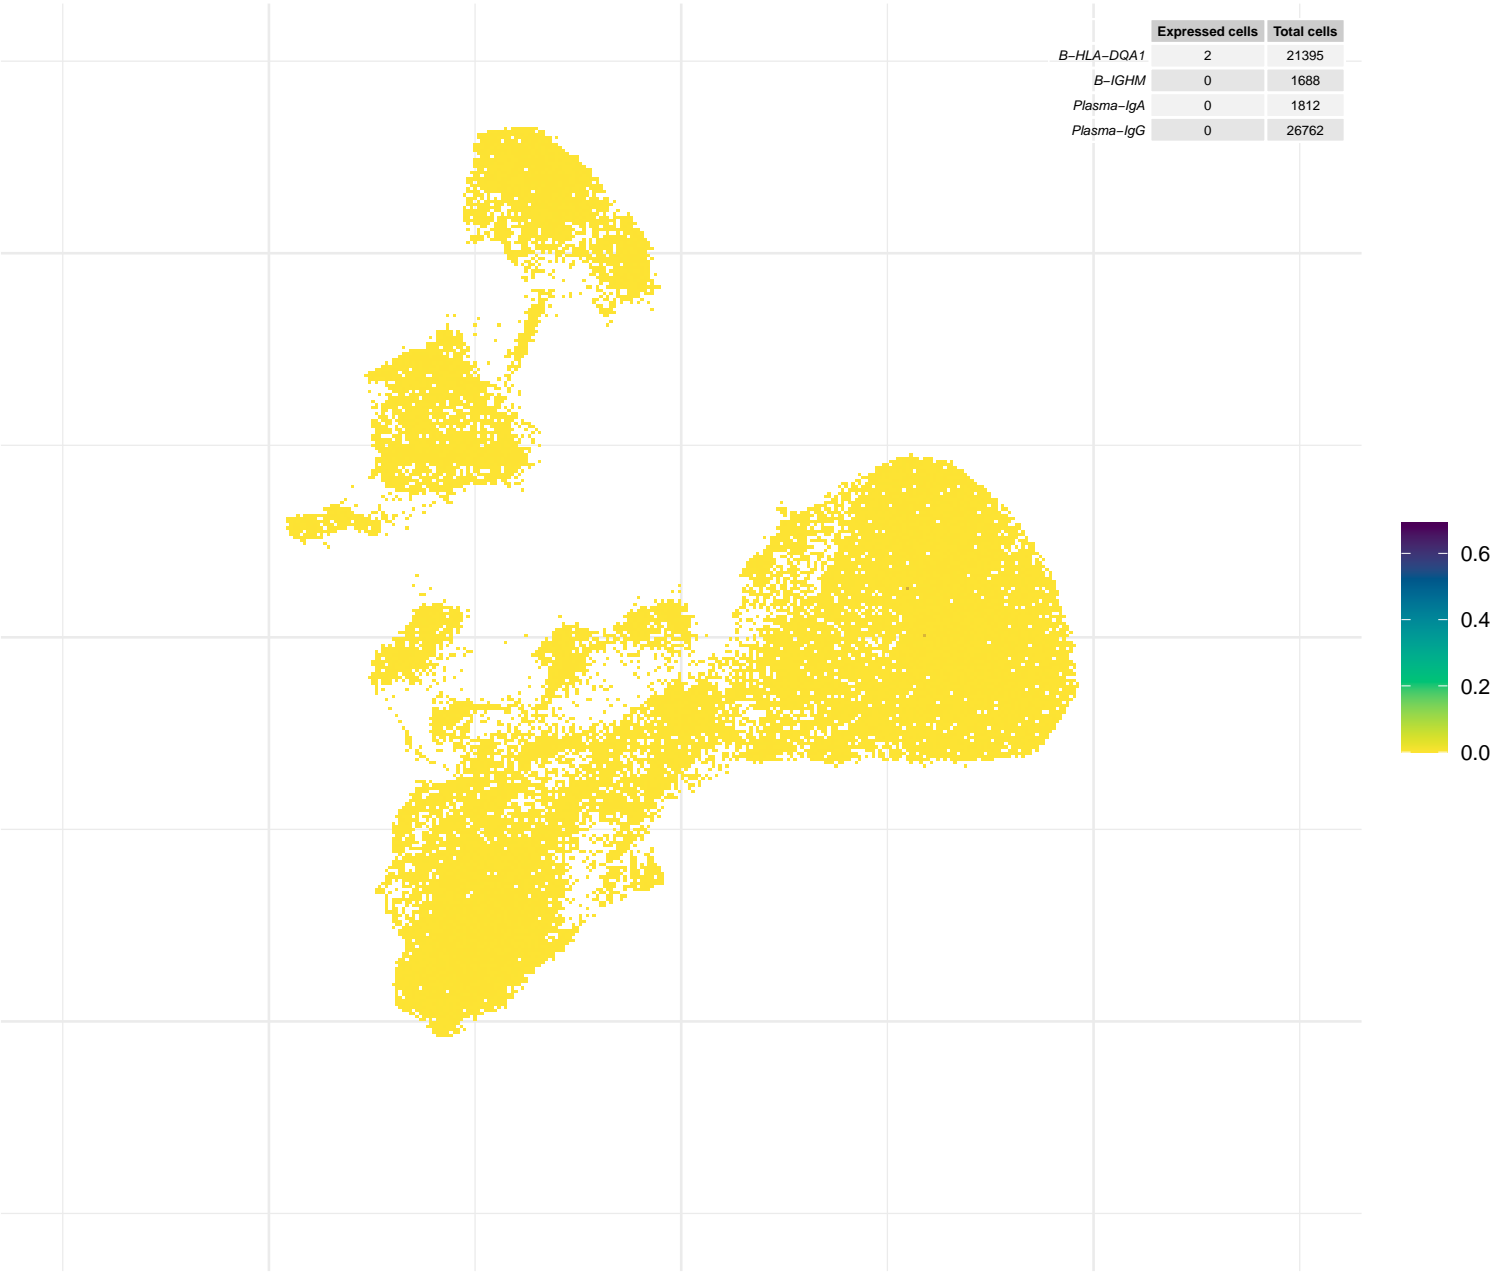 Expressed cells Total cells
B−HLA−DQA1 2 21395
B−IGHM 0 1688
Plasma−IgA 0 1812
Plasma−IgG 0 26762
0.6
0.4
0.2
0.0